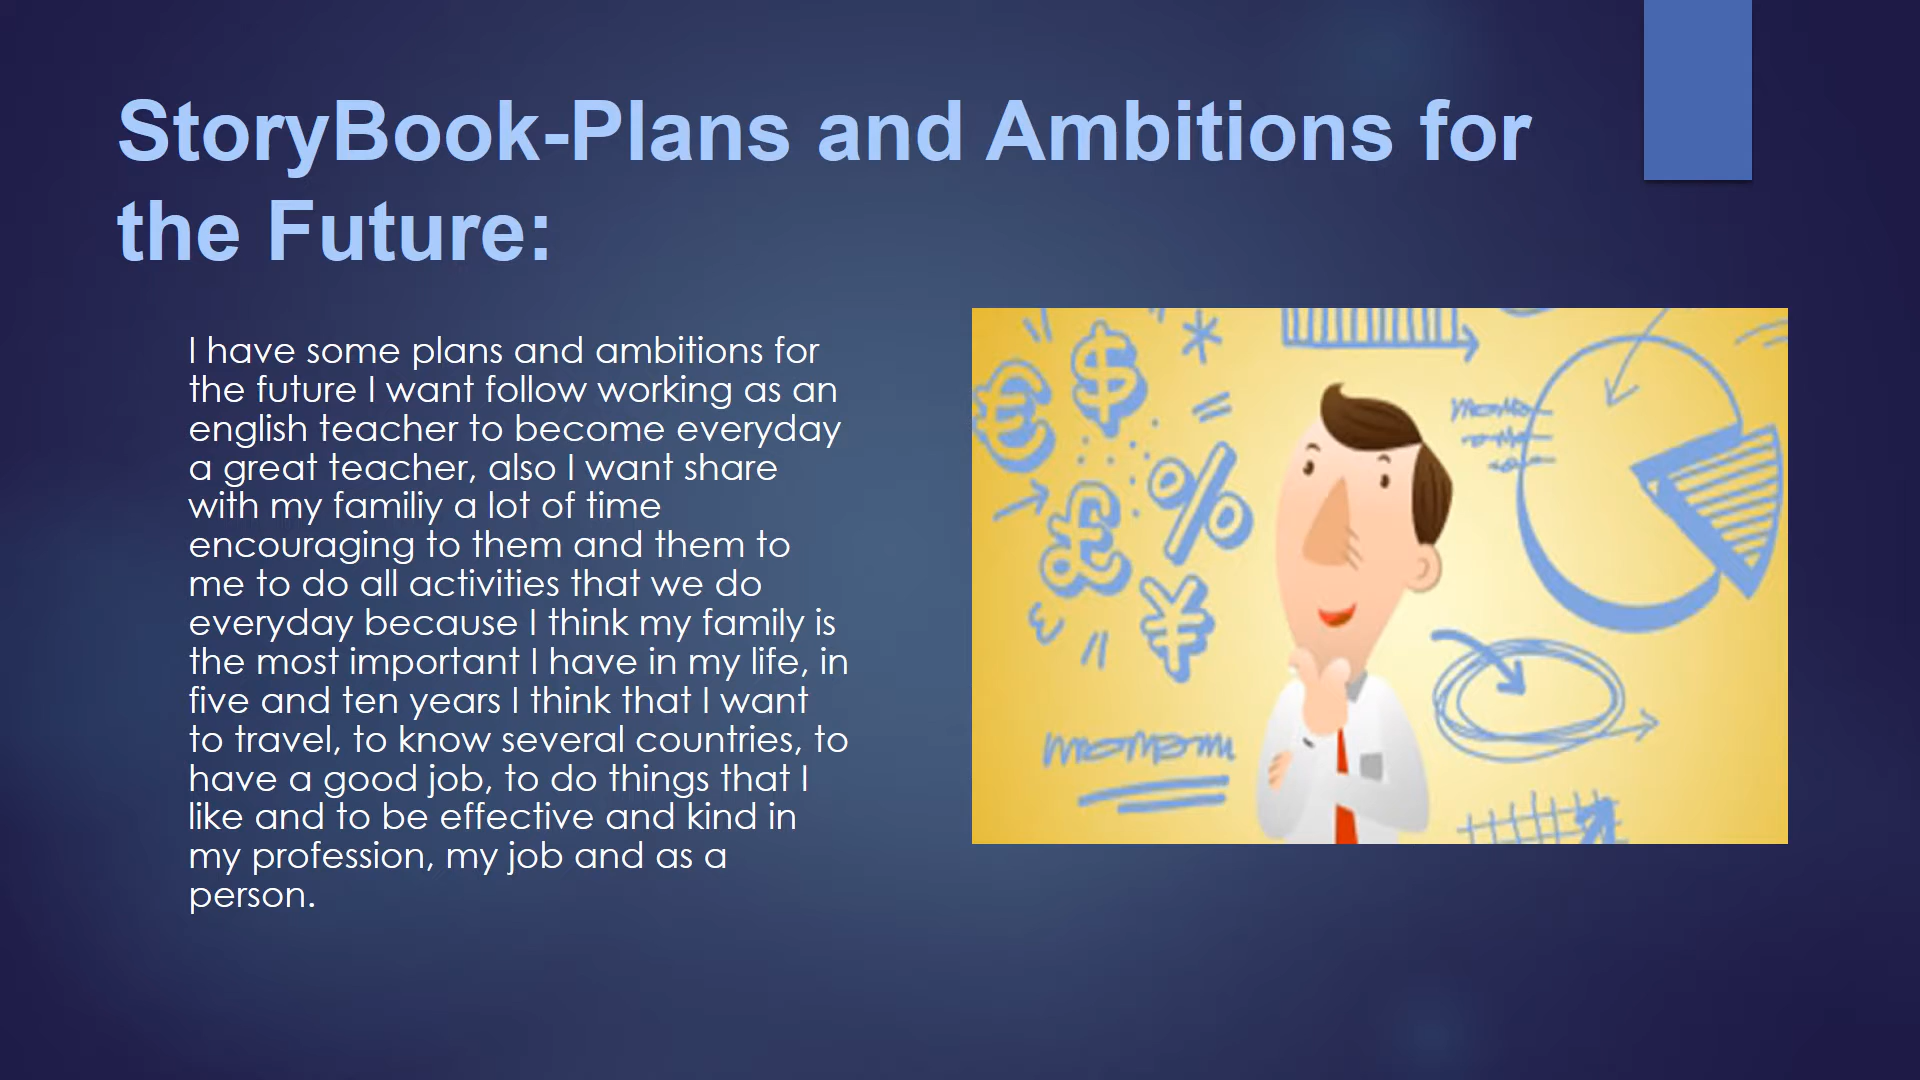 StoryBook-Plans and Ambitions for
the Future:
I have some plans and ambitions for
the future I want follow working as an
english teacher to become everyday
a great teacher, also I want share
with my familiy a lot of time
encouraging to them and them to
me to do all activities that we do
everyday because I think my family is
the most important I have in my life, in
five and ten years I think that I want
to travel, to know several countries, to
have a good job, to do things that I
like and to be effective and kind in
my profession, my job and as a
person.
€
$
*
%
£
¥